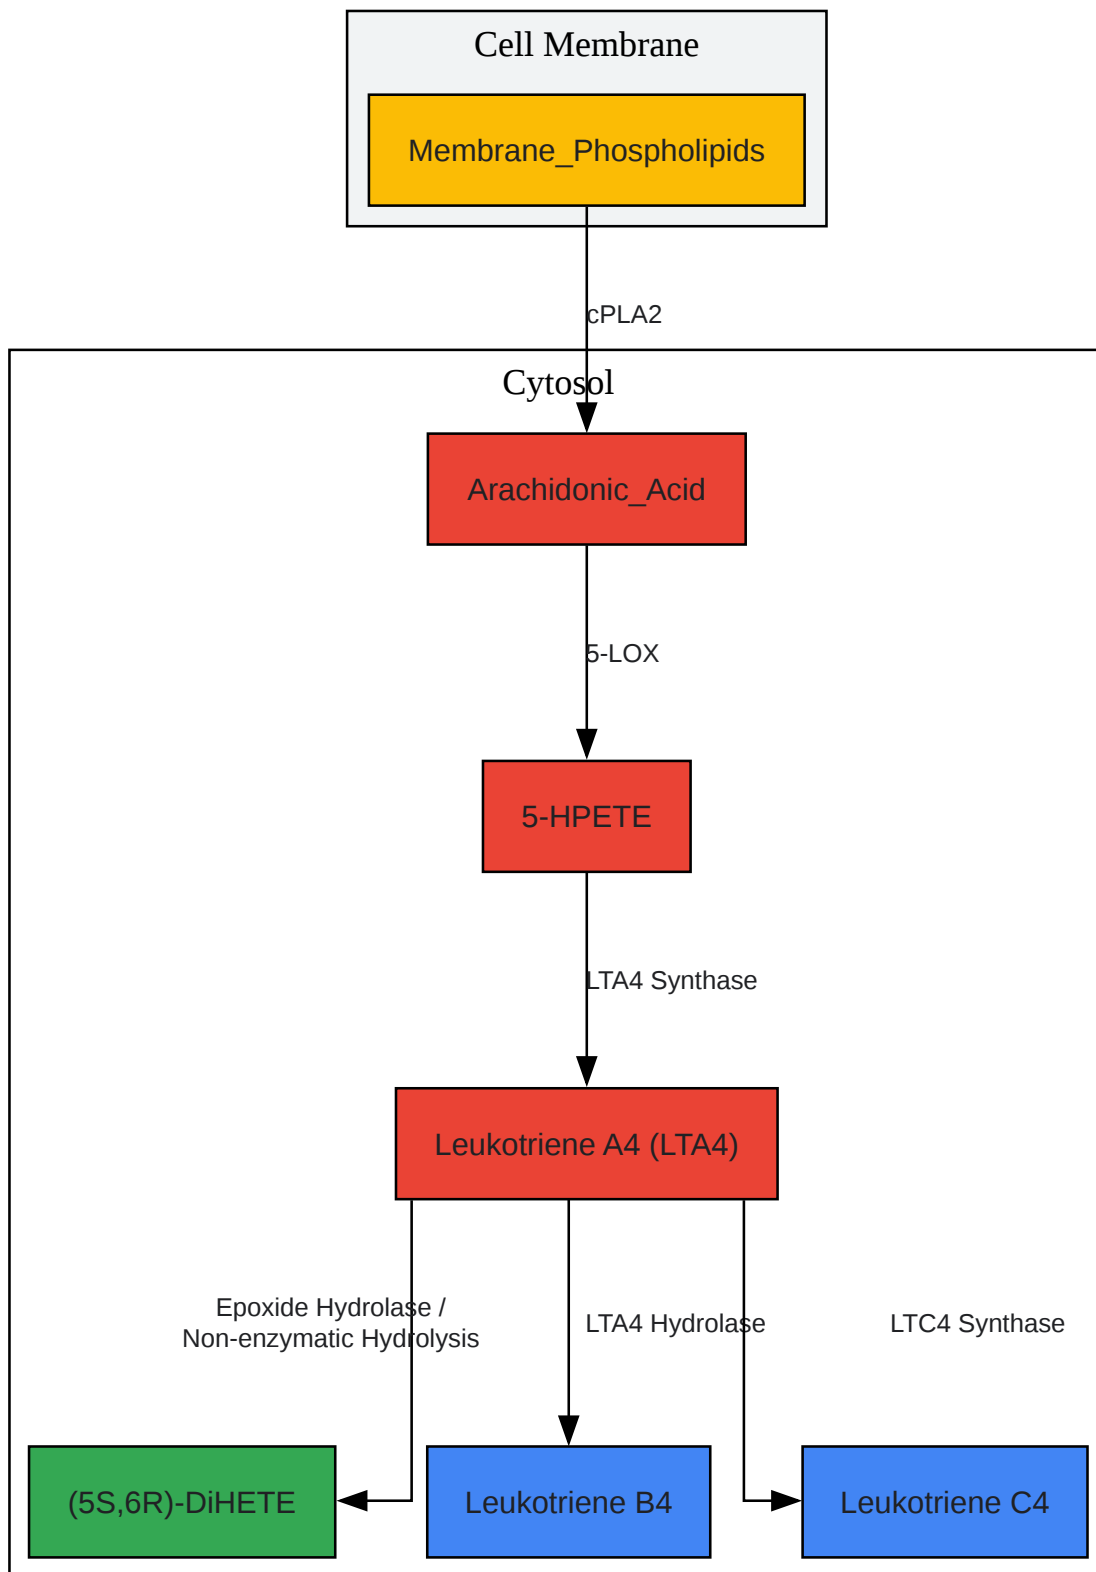 Cell Membrane
Membrane_Phospholipids
cPLA2
Cytosol
Arachidonic_Acid
5-LOX
5-HPETE
LTA4 Synthase
Leukotriene A4 (LTA4)
Epoxide Hydrolase /
Non-enzymatic Hydrolysis
LTA4 Hydrolase
LTC4 Synthase
(5S,6R)-DiHETE
Leukotriene B4
Leukotriene C4